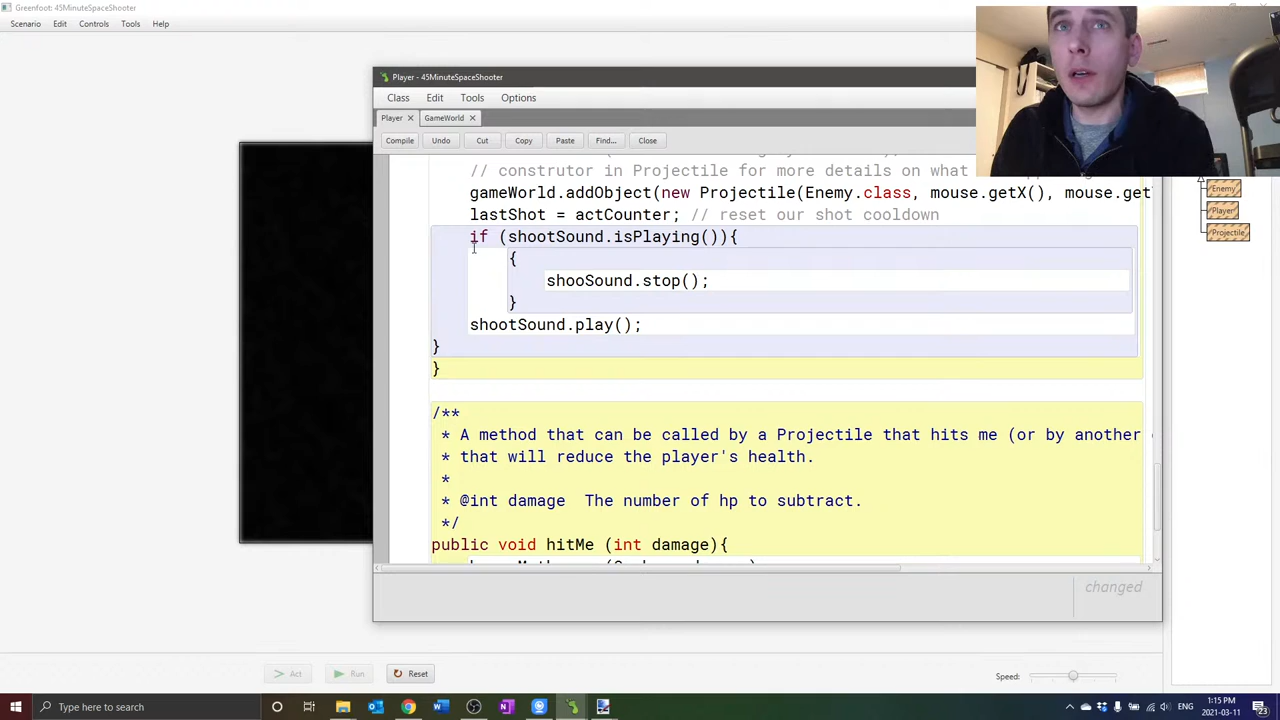 Greenfoot: 45MinuteSpaceShooter
Scenario Edit Controls Tools Help
Player - 45MinuteSpaceShooter
Class Edit Tools Options
Player × GameWorld ×
Compile Undo Cut Copy Paste Find... Close
// construtor in Projectile for more details on what
gameWorld.addObject(new Projectile(Enemy.class, mouse.getX(), mouse.get
lastShot = actCounter; // reset our shot cooldown
if (shootSound.isPlaying()){
{
shooSound.stop();
}
shootSound.play();
}
}
/**
* A method that can be called by a Projectile that hits me (or by another
* that will reduce the player's health.
*
* @int damage The number of hp to subtract.
*/
public void hitMe (int damage){
changed
Enemy
Player
Projectile
> Act
Run
Reset
Speed:
Type here to search
ENG
1:15 PM
2021-03-11
23